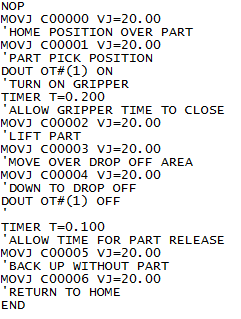 NOP
MOVJ C00000 VJ=20.00
'HOME POSITION OVER PART
MOVJ C00001 VJ=20.00
'PART PICK POSITION
DOUT OT#(1) ON
'TURN ON GRIPPER
TIMER T=0.200
'ALLOW GRIPPER TIME TO CLOSE
MOVJ C00002 VJ=20.00
'LIFT PART
MOVJ C00003 VJ=20.00
'MOVE OVER DROP OFF AREA
MOVJ C00004 VJ=20.00
'DOWN TO DROP OFF
DOUT OT#(1) OFF
'
TIMER T=0.100
'ALLOW TIME FOR PART RELEASE
MOVJ C00005 VJ=20.00
'BACK UP WITHOUT PART
MOVJ C00006 VJ=20.00
'RETURN TO HOME
END